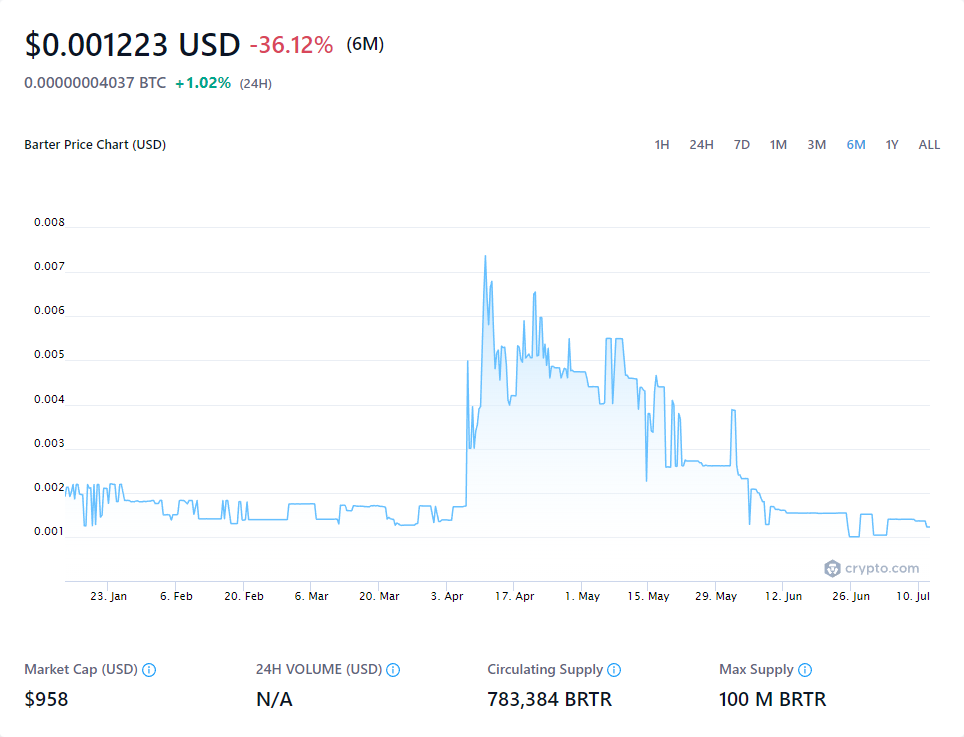 $0.001223 USD -36.12% (6M)
0.00000004037 BTC +1.02% (24H)
Barter Price Chart (USD)
1H 24H 7D 1M 3M 6M 1Y ALL
0.008
0.007
0.006
0.005
0.004
0.003
0.002
0.001
crypto.com
23. Jan 6. Feb 20. Feb 6. Mar 20. Mar 3. Apr 17. Apr 1. May 15. May 29. May 12. Jun 26. Jun 10. Jul
Market Cap (USD) 24H VOLUME (USD) Circulating Supply Max Supply
$958 N/A 783,384 BRTR 100 M BRTR